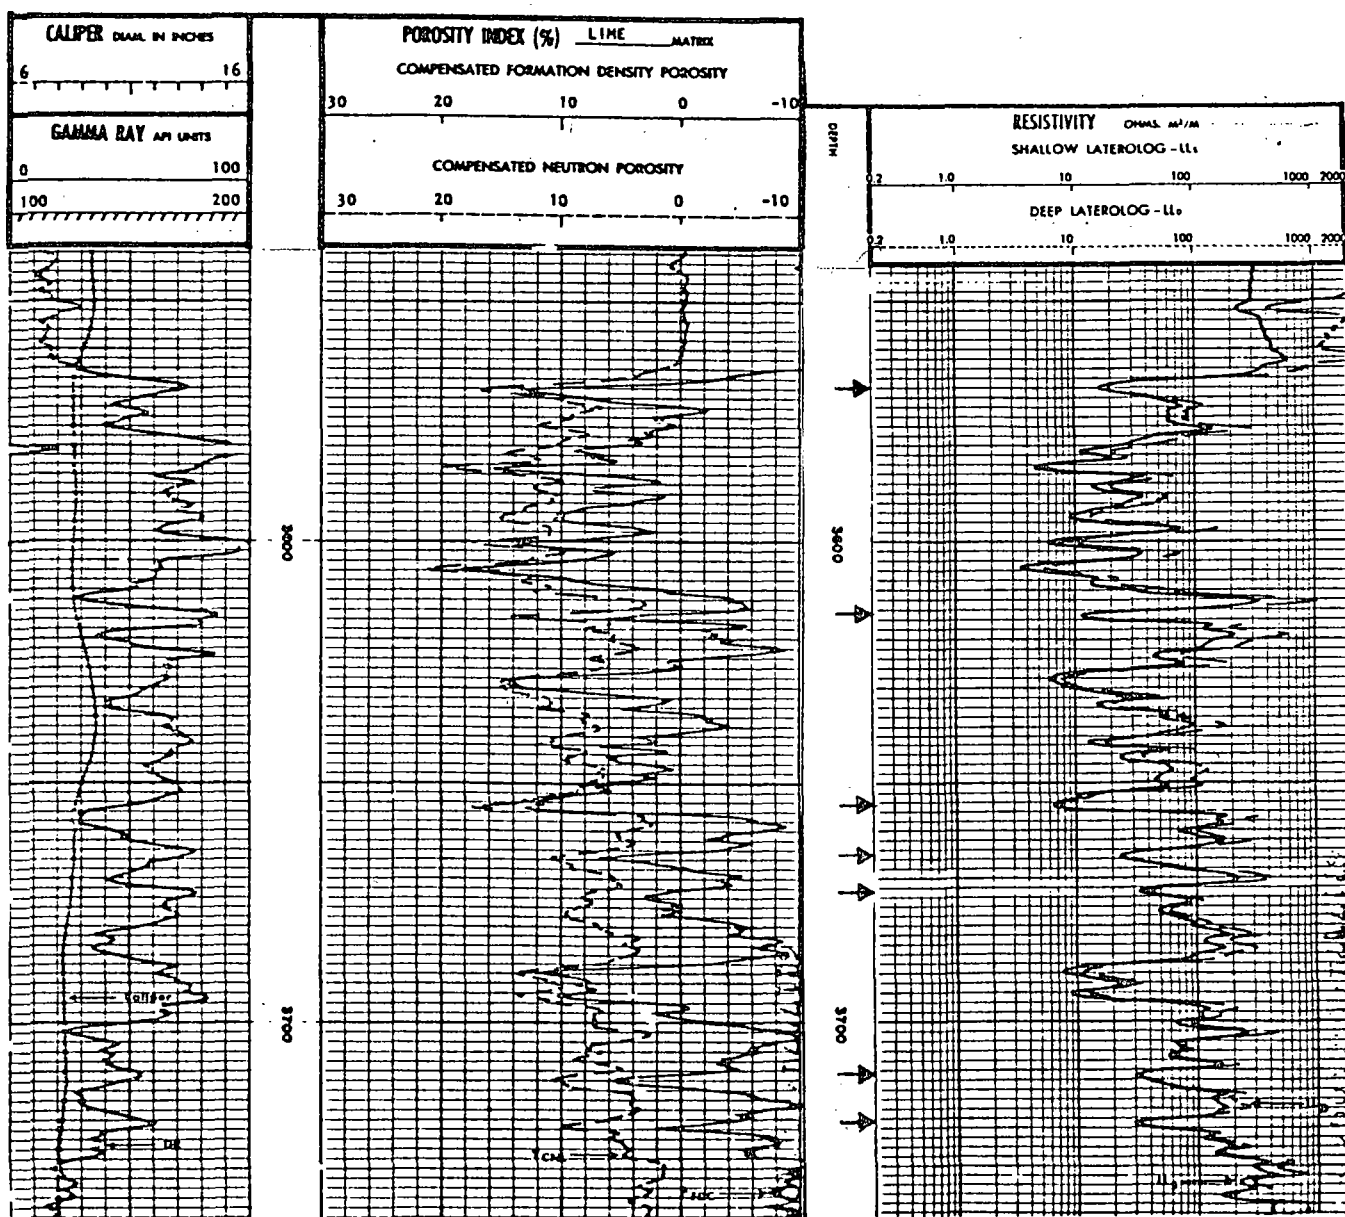 CALIPER DIAM. IN INCHES
6 16
GAMMA RAY API UNITS
0 100
100 200
POROSITY INDEX (%) LIME MATRIX
COMPENSATED FORMATION DENSITY POROSITY
30 20 10 0 -10
COMPENSATED NEUTRON POROSITY
30 20 10 0 -10
DEPTH
RESISTIVITY OHMS. M²/M
SHALLOW LATEROLOG -LLs
0.2 1.0 10 100 1000 2000
DEEP LATEROLOG -LLD
0.2 1.0 10 100 1000 2000
3600
3600
Caliper
3700
3700
GR
CNL
FDC